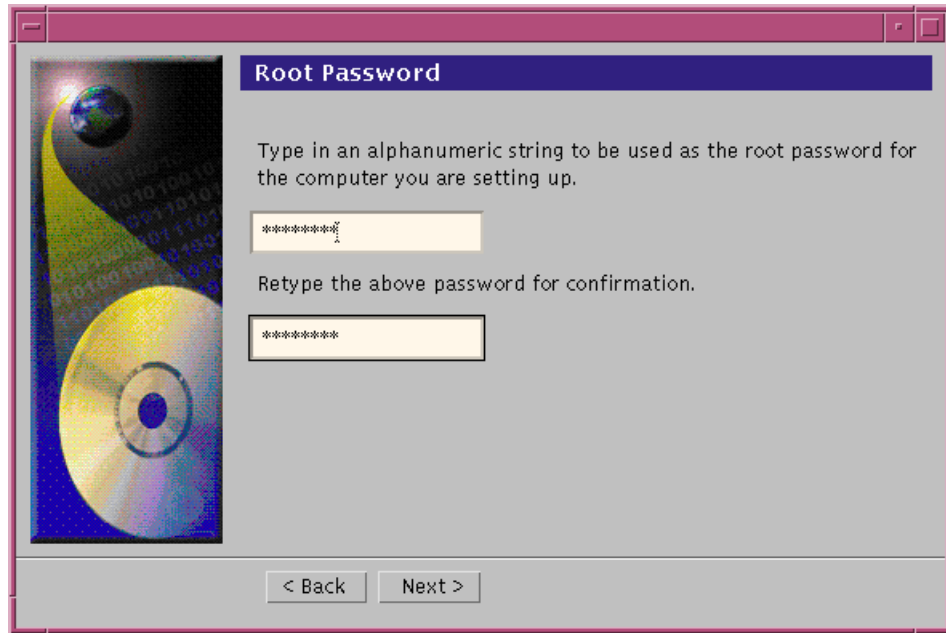 Root Password
Type in an alphanumeric string to be used as the root password for
the computer you are setting up.
********
Retype the above password for confirmation.
********
< Back
Next >